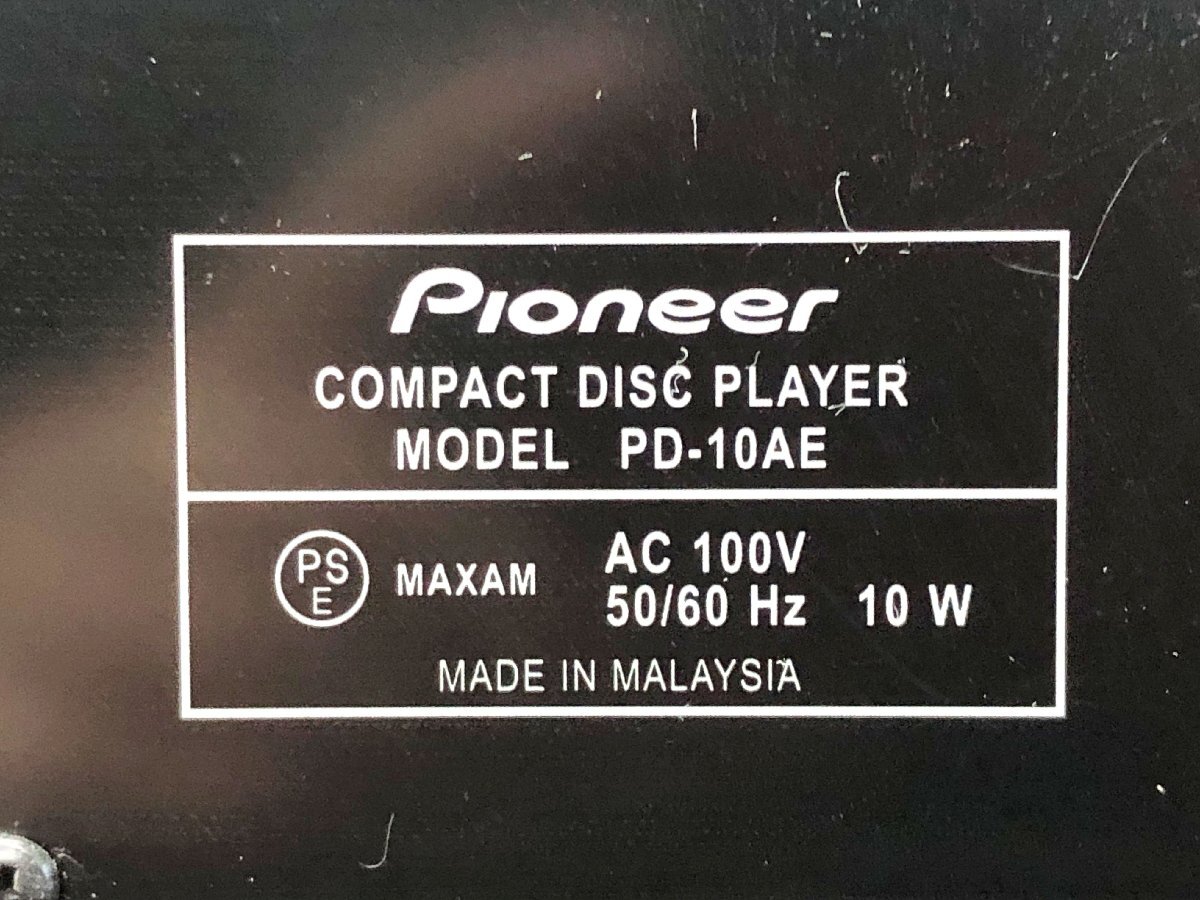 Pioneer
COMPACT DISC PLAYER
MODEL PD-10AE
PS
E
MAXAM
AC 100V
50/60 Hz 10 W
MADE IN MALAYSIA